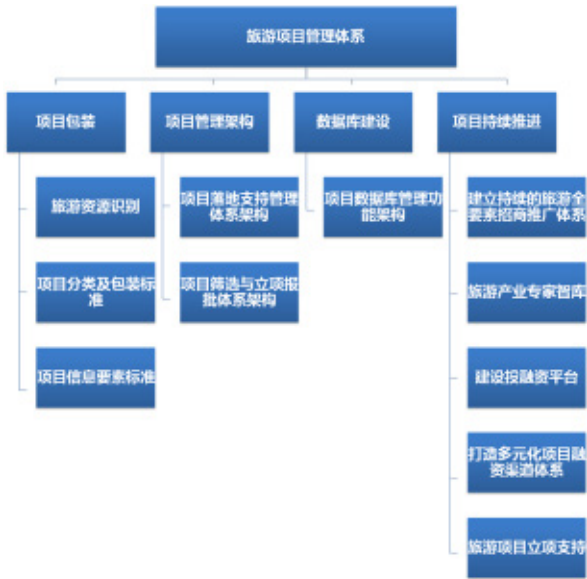 旅游项目管理体系
项目包装
项目管理架构
数据库建设
项目持续推进
旅游资源识别
项目分类及包装标
准
项目信息要素标准
项目落地支持管理
体系架构
项目筛选与立项报
批体系架构
项目数据库管理功
能架构
建立持续的旅游全
要素招商推广体系
旅游产业专家智库
建设投融资平台
打造多元化项目融
资渠道体系
旅游项目立项支持